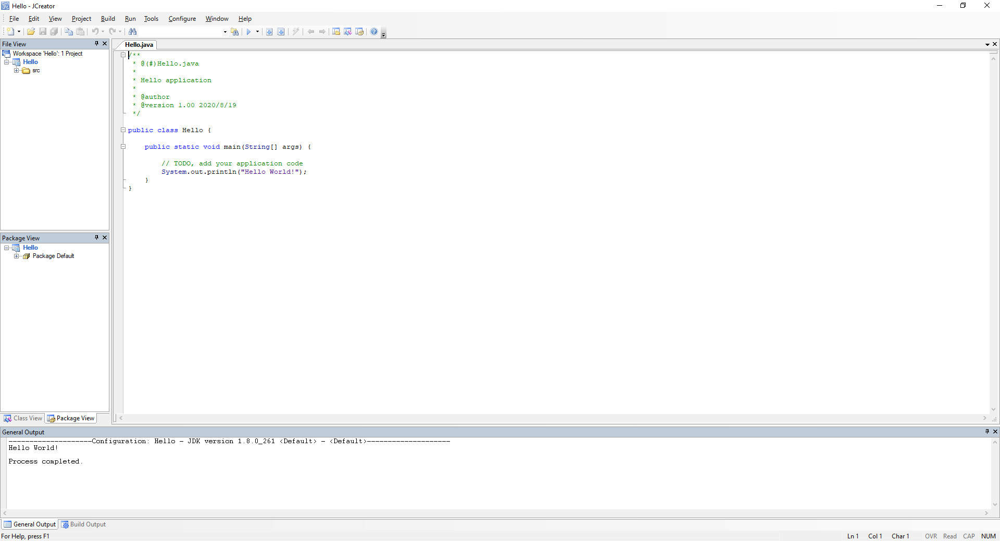 Hello - JCreator
File Edit View Project Build Run Tools Configure Window Help
File View
Workspace 'Hello': 1 Project
Hello
src
Package View
Hello
Package Default
Class View Package View
Hello.java
/**
 * @(#)Hello.java
 *
 * Hello application
 *
 * @author
 * @version 1.00 2020/8/19
 */
public class Hello {
    public static void main(String[] args) {
        // TODO, add your application code
        System.out.println("Hello World!");
    }
}
General Output
--------------------Configuration: Hello - JDK version 1.8.0_261 <Default> - <Default>--------------------
Hello World!
Process completed.
General Output Build Output
For Help, press F1
Ln 1 Col 1 Char 1 OVR Read CAP NUM